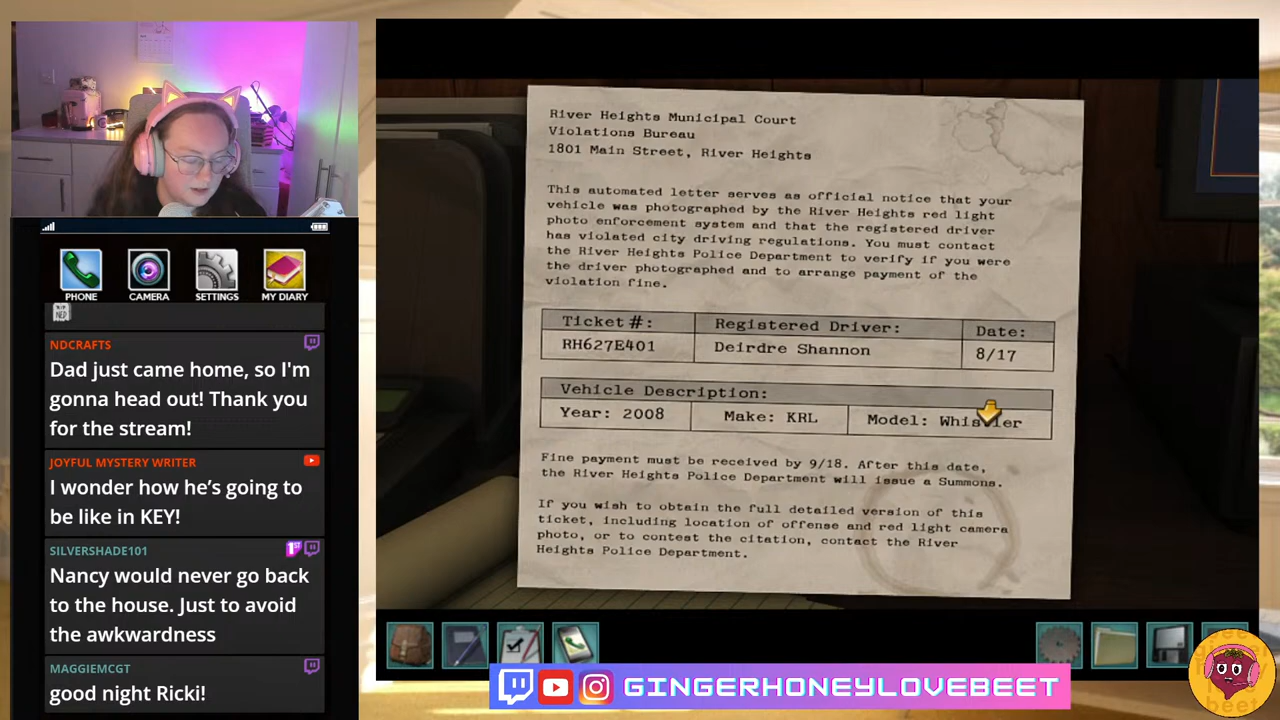 PHONE
CAMERA
SETTINGS
MY DIARY
NDCRAFTS
Dad just came home, so I'm
gonna head out! Thank you
for the stream!
JOYFUL MYSTERY WRITER
I wonder how he's going to
be like in KEY!
SILVERSHADE101
Nancy would never go back
to the house. Just to avoid
the awkwardness
MAGGIEMCGT
good night Ricki!
River Heights Municipal Court
Violations Bureau
1801 Main Street, River Heights
This automated letter serves as official notice that your
vehicle was photographed by the River Heights red light
photo enforcement system and that the registered driver
has violated city driving regulations. You must contact
the River Heights Police Department to verify if you were
the driver photographed and to arrange payment of the
violation fine.
Ticket #: Registered Driver: Date:
RH627E401 Deirdre Shannon 8/17
Vehicle Description:
Year: 2008 Make: KRL Model: Whistler
Fine payment must be received by 9/18. After this date,
the River Heights Police Department will issue a Summons.
If you wish to obtain the full detailed version of this
ticket, including location of offense and red light camera
photo, or to contest the citation, contact the River
Heights Police Department.
GINGERHONEYLOVEBEET